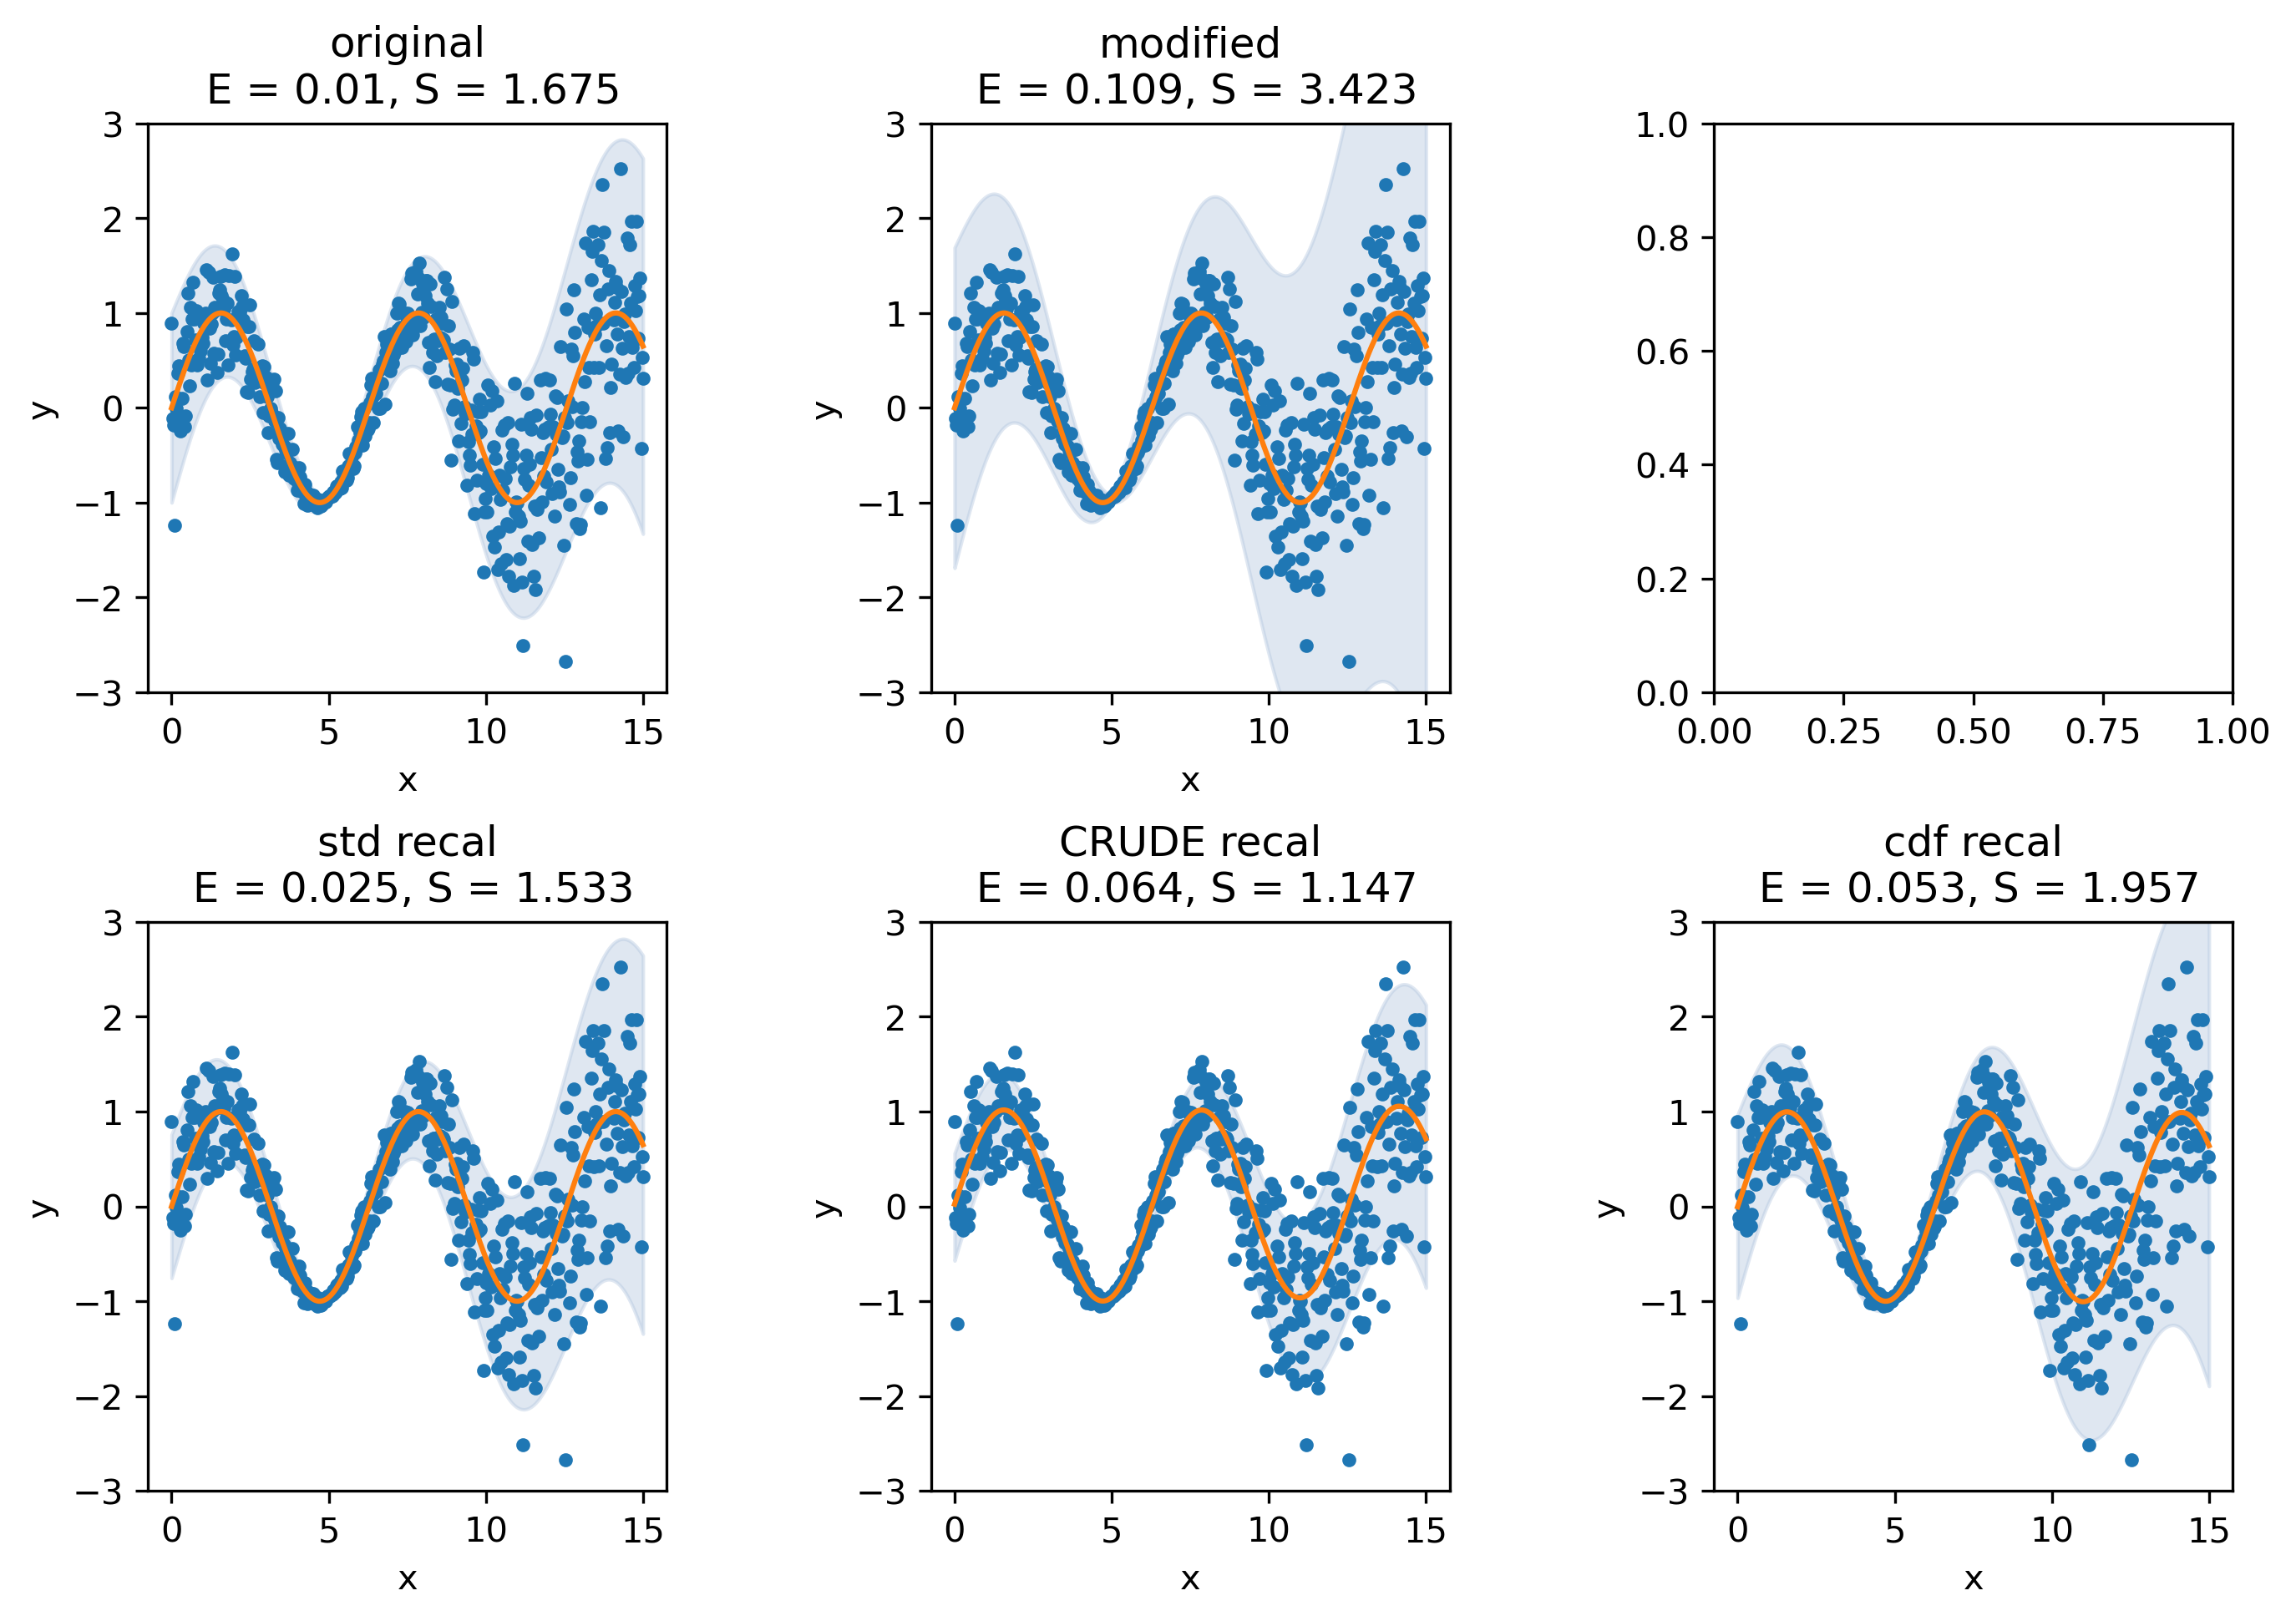 original
E = 0.01, S = 1.675
3
2
1
0
−1
−2
−3
y
0 5 10 15
x
modified
E = 0.109, S = 3.423
3
2
1
0
−1
−2
−3
y
0 5 10 15
x
1.0
0.8
0.6
0.4
0.2
0.0
0.00 0.25 0.50 0.75 1.00
std recal
E = 0.025, S = 1.533
3
2
1
0
−1
−2
−3
y
0 5 10 15
x
CRUDE recal
E = 0.064, S = 1.147
3
2
1
0
−1
−2
−3
y
0 5 10 15
x
cdf recal
E = 0.053, S = 1.957
3
2
1
0
−1
−2
−3
y
0 5 10 15
x